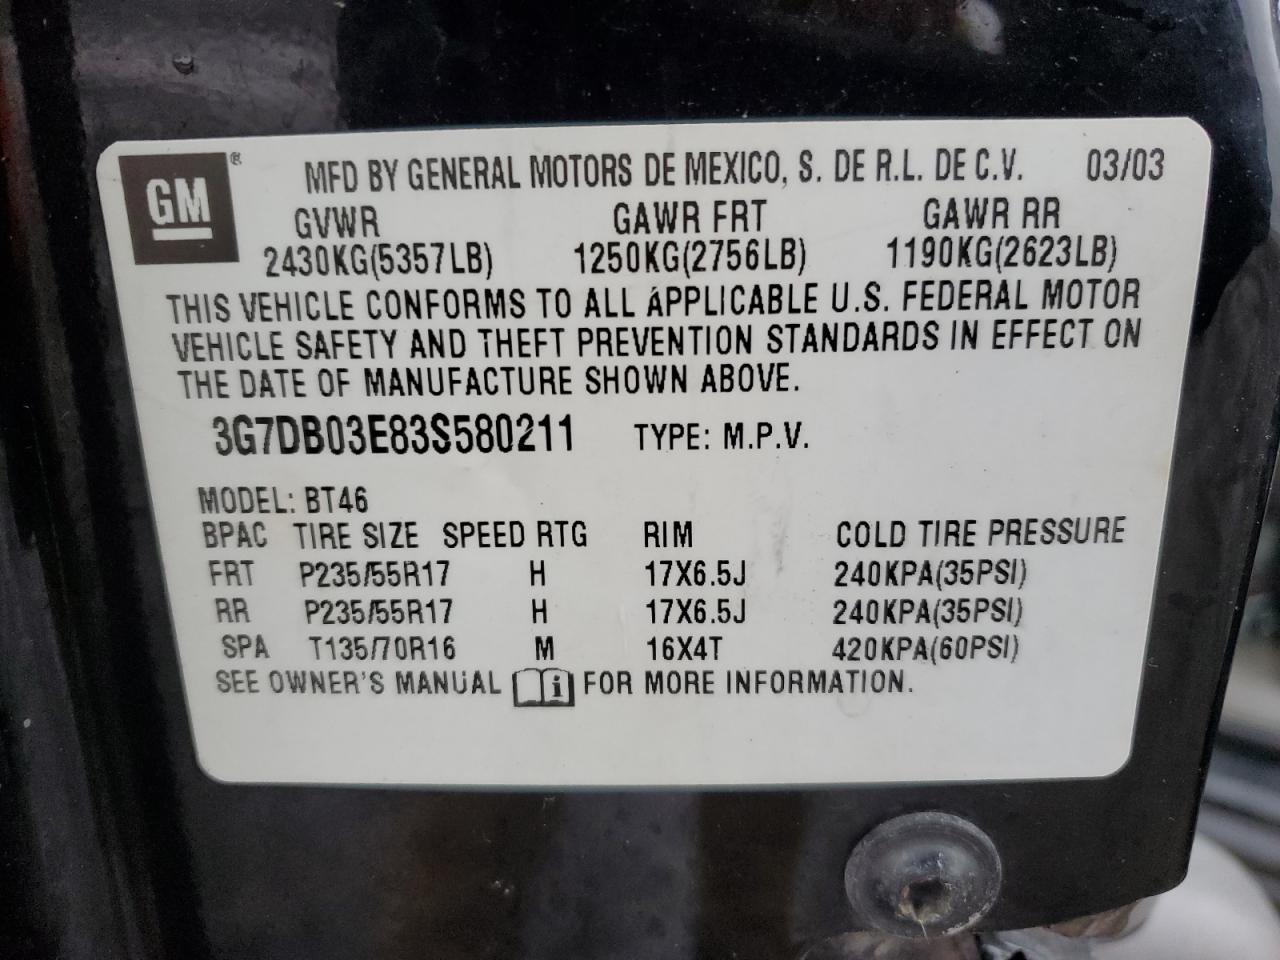 GM ® MFD BY GENERAL MOTORS DE MEXICO, S. DE R.L. DE C.V. 03/03
GVWR GAWR FRT GAWR RR
2430KG(5357LB) 1250KG(2756LB) 1190KG(2623LB)
THIS VEHICLE CONFORMS TO ALL APPLICABLE U.S. FEDERAL MOTOR
VEHICLE SAFETY AND THEFT PREVENTION STANDARDS IN EFFECT ON
THE DATE OF MANUFACTURE SHOWN ABOVE.
3G7DB03E83S580211 TYPE: M.P.V.
MODEL: BT46
BPAC TIRE SIZE SPEED RTG RIM COLD TIRE PRESSURE
FRT P235/55R17 H 17X6.5J 240KPA(35PSI)
RR P235/55R17 H 17X6.5J 240KPA(35PSI)
SPA T135/70R16 M 16X4T 420KPA(60PSI)
SEE OWNER'S MANUAL i FOR MORE INFORMATION.